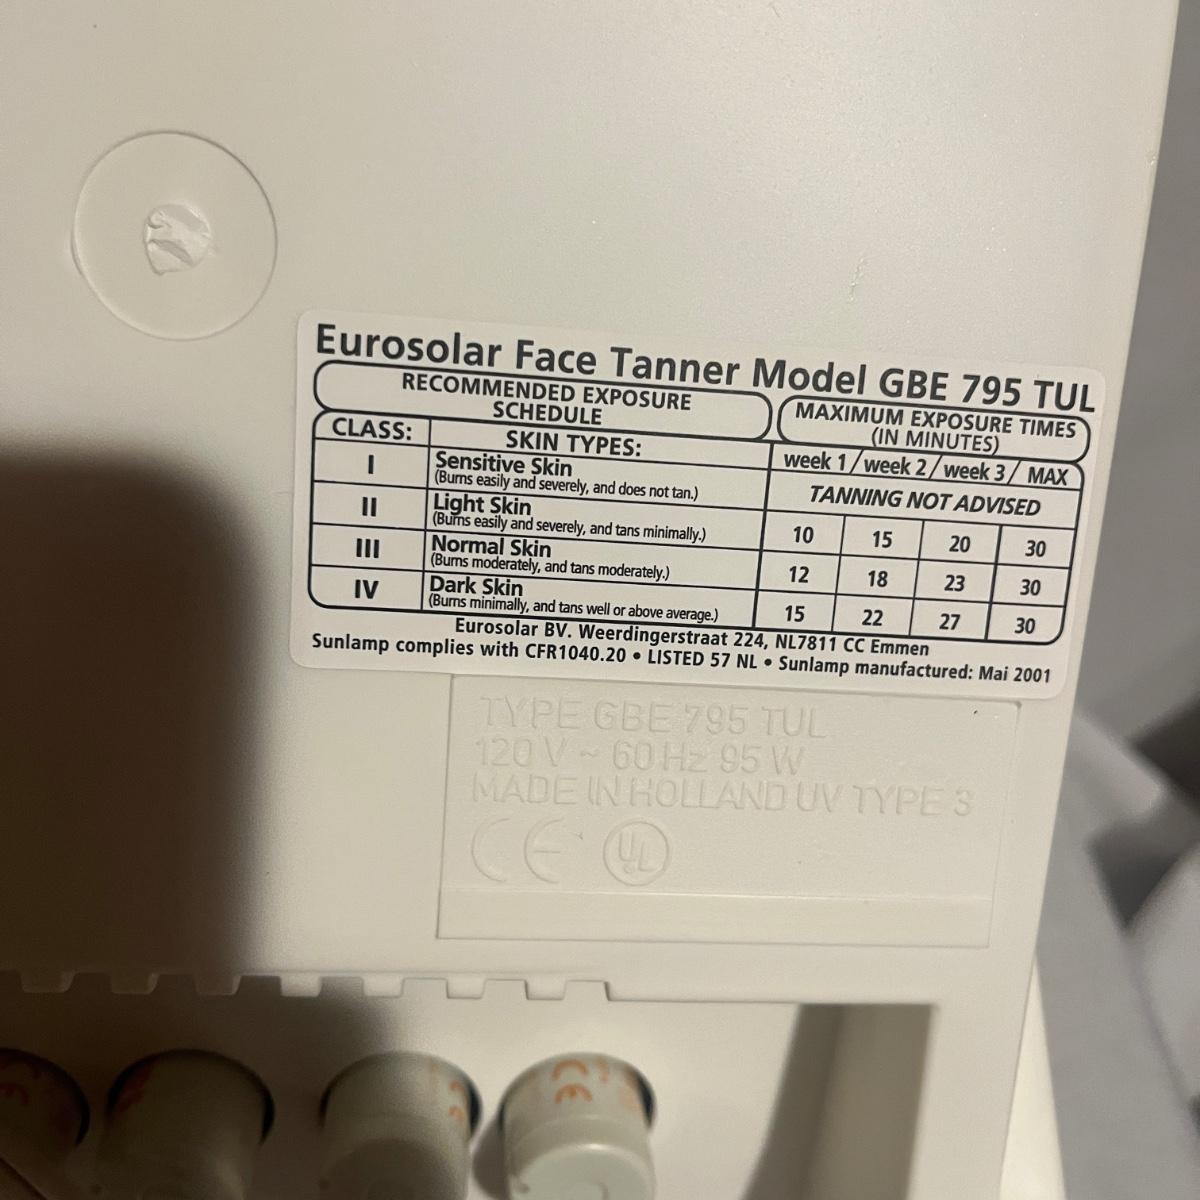 Eurosolar Face Tanner Model GBE 795 TUL
RECOMMENDED EXPOSURE
SCHEDULE
MAXIMUM EXPOSURE TIMES
(IN MINUTES)
CLASS: SKIN TYPES: week 1 / week 2 / week 3 / MAX
I Sensitive Skin
(Burns easily and severely, and does not tan.) TANNING NOT ADVISED
II Light Skin
(Burns easily and severely, and tans minimally.) 10 15 20 30
III Normal Skin
(Burns moderately, and tans moderately.) 12 18 23 30
IV Dark Skin
(Burns minimally, and tans well or above average.) 15 22 27 30
Eurosolar BV. Weerdingerstraat 224, NL7811 CC Emmen
Sunlamp complies with CFR1040.20 • LISTED 57 NL • Sunlamp manufactured: Mai 2001
TYPE GBE 795 TUL
120 V ~ 60 Hz 95 W
MADE IN HOLLAND UV TYPE 3
CE UL
CE CE CE